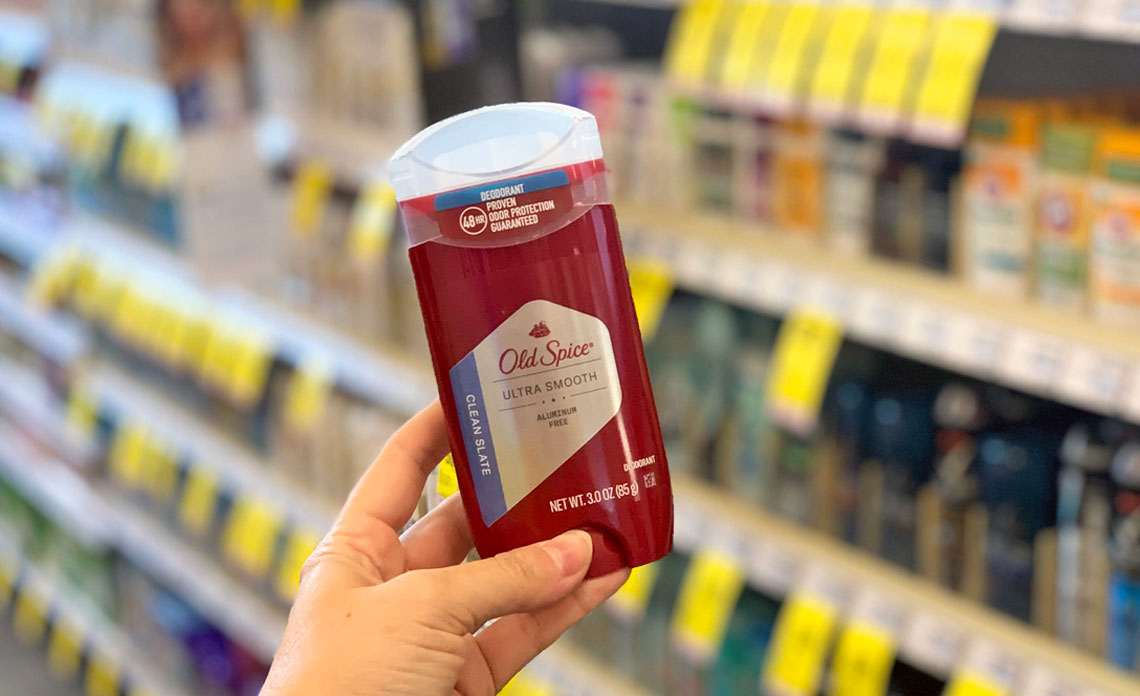 DEODORANT
48 HR
PROVEN
ODOR PROTECTION
GUARANTEED
Old Spice®
ULTRA SMOOTH
ALUMINUM
FREE
CLEAN SLATE
DEODORANT
NET WT. 3.0 OZ (85 g)